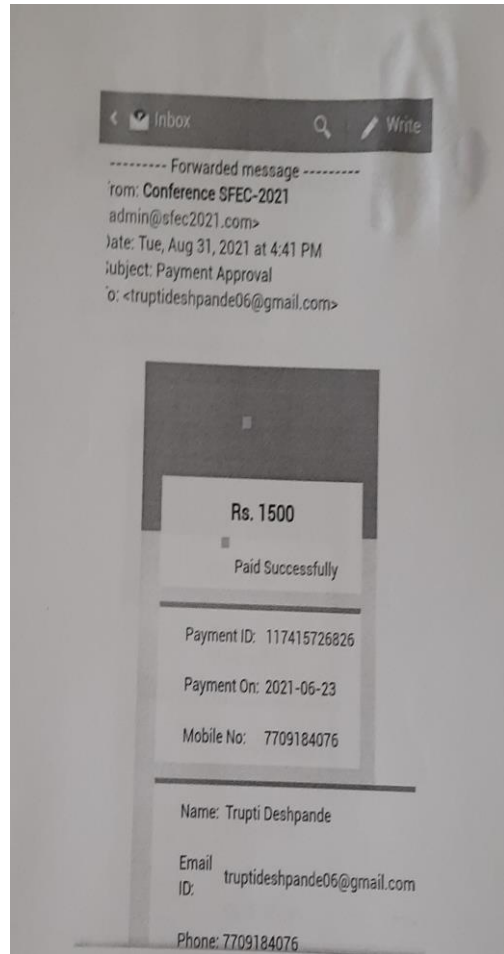 < Inbox Write
--------- Forwarded message ---------
rom: Conference SFEC-2021
admin@sfec2021.com>
ate: Tue, Aug 31, 2021 at 4:41 PM
ubject: Payment Approval
o: <truptideshpande06@gmail.com>
Rs. 1500
Paid Successfully
Payment ID: 117415726826
Payment On: 2021-06-23
Mobile No: 7709184076
Name: Trupti Deshpande
Email
ID: truptideshpande06@gmail.com
Phone: 7709184076